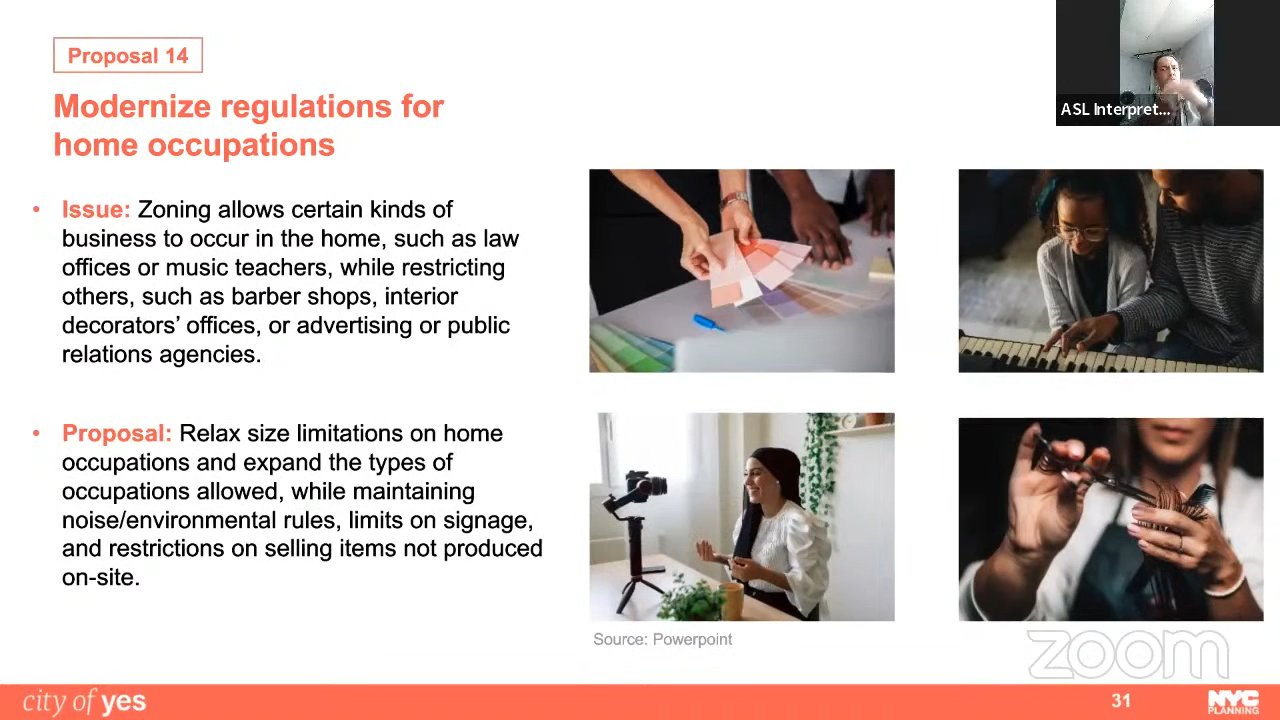 Proposal 14
Modernize regulations for
home occupations
• Issue: Zoning allows certain kinds of
business to occur in the home, such as law
offices or music teachers, while restricting
others, such as barber shops, interior
decorators’ offices, or advertising or public
relations agencies.
• Proposal: Relax size limitations on home
occupations and expand the types of
occupations allowed, while maintaining
noise/environmental rules, limits on signage,
and restrictions on selling items not produced
on-site.
ASL Interpret...
Source: Powerpoint
zoom
city of yes
31
NYC
PLANNING